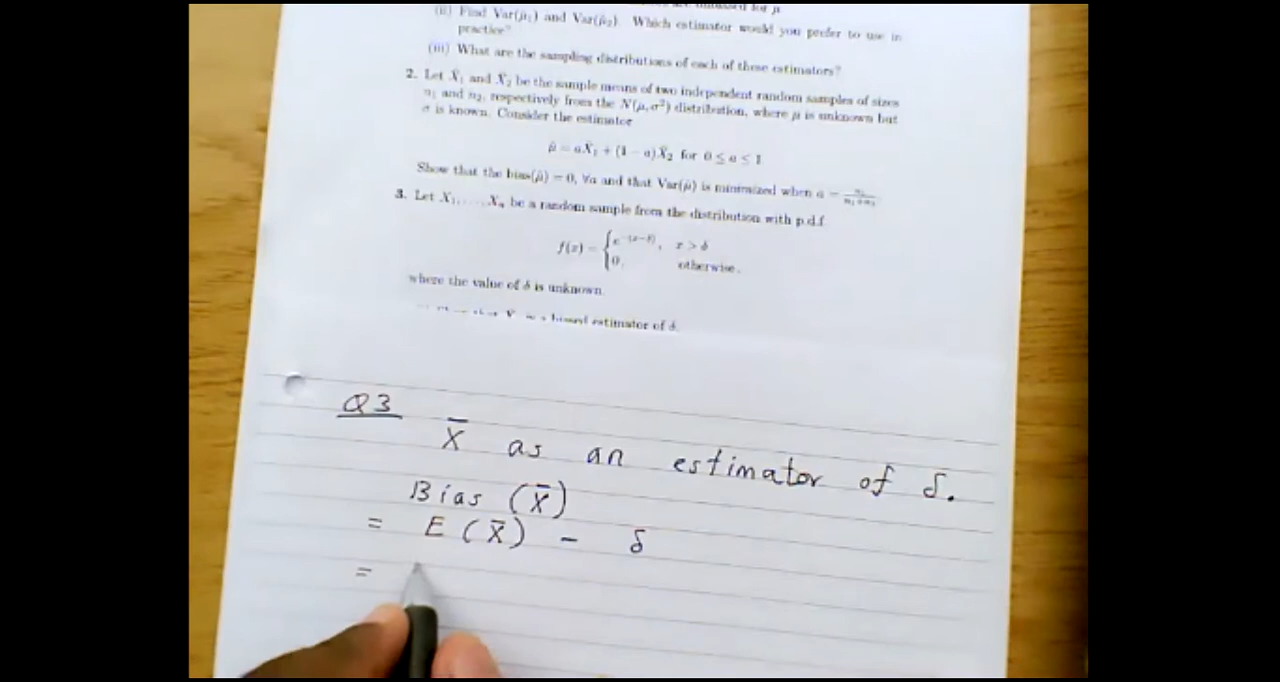 (ii) Find Var(μ̂₁) and Var(μ̂₂). Which estimator would you prefer to use in
practice?
(iii) What are the sampling distributions of each of these estimators?
2. Let X̄₁ and X̄₂ be the sample means of two independent random samples of sizes
n₁ and n₂, respectively from the N(μ, σ²) distribution, where μ is unknown but
σ is known. Consider the estimator
μ̂ = aX̄₁ + (1 − a)X̄₂ for 0 ≤ a ≤ 1
Show that the bias(μ̂) = 0, ∀a and that Var(μ̂) is minimized when a =
3. Let X₁, . . . , Xₙ be a random sample from the distribution with p.d.f.
f(x) = { e^−(x−δ), x > δ
0, otherwise.
where the value of δ is unknown.
biased estimator of δ.
Q3
X̄ as an estimator of δ.
Bias (X̄)
= E(X̄) − δ
=